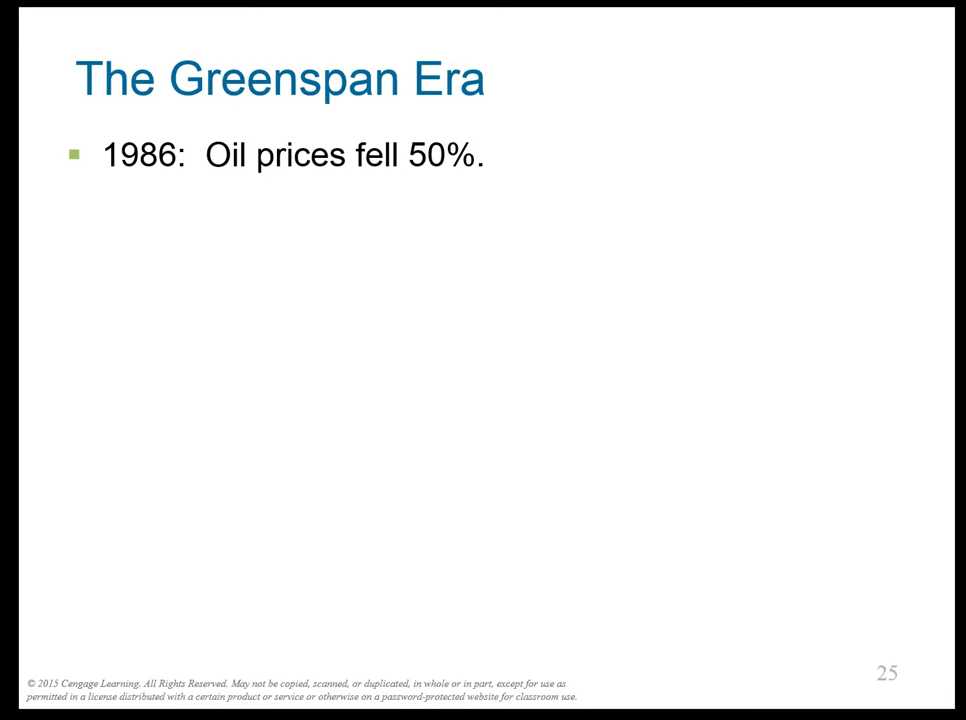 The Greenspan Era
1986:  Oil prices fell 50%.
25
© 2015 Cengage Learning. All Rights Reserved. May not be copied, scanned, or duplicated, in whole or in part, except for use as
permitted in a license distributed with a certain product or service or otherwise on a password-protected website for classroom use.